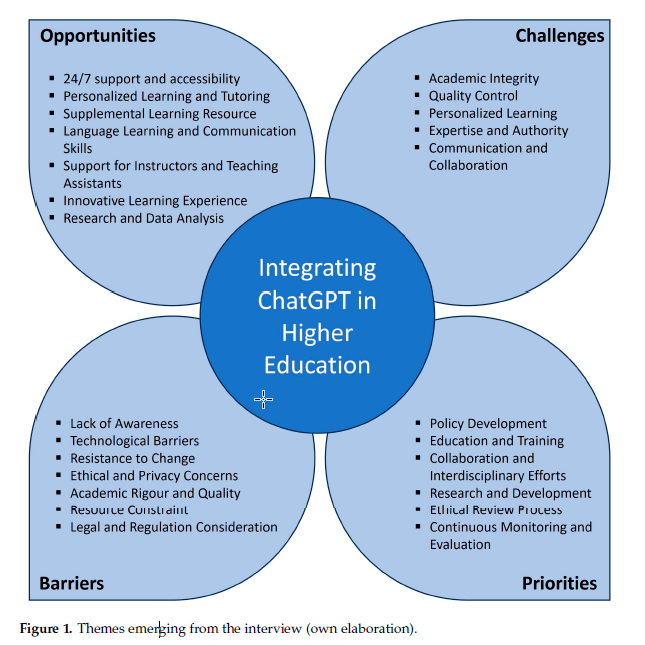 Opportunities
▪ 24/7 support and accessibility
▪ Personalized Learning and Tutoring
▪ Supplemental Learning Resource
▪ Language Learning and Communication
Skills
▪ Support for Instructors and Teaching
Assistants
▪ Innovative Learning Experience
▪ Research and Data Analysis
Challenges
▪ Academic Integrity
▪ Quality Control
▪ Personalized Learning
▪ Expertise and Authority
▪ Communication and
Collaboration
Integrating
ChatGPT in
Higher
Education
▪ Lack of Awareness
▪ Technological Barriers
▪ Resistance to Change
▪ Ethical and Privacy Concerns
▪ Academic Rigour and Quality
▪ Resource Constraint
▪ Legal and Regulation Consideration
Barriers
▪ Policy Development
▪ Education and Training
▪ Collaboration and
Interdisciplinary Efforts
▪ Research and Development
▪ Ethical Review Process
▪ Continuous Monitoring and
Evaluation
Priorities
Figure 1. Themes emerging from the interview (own elaboration).